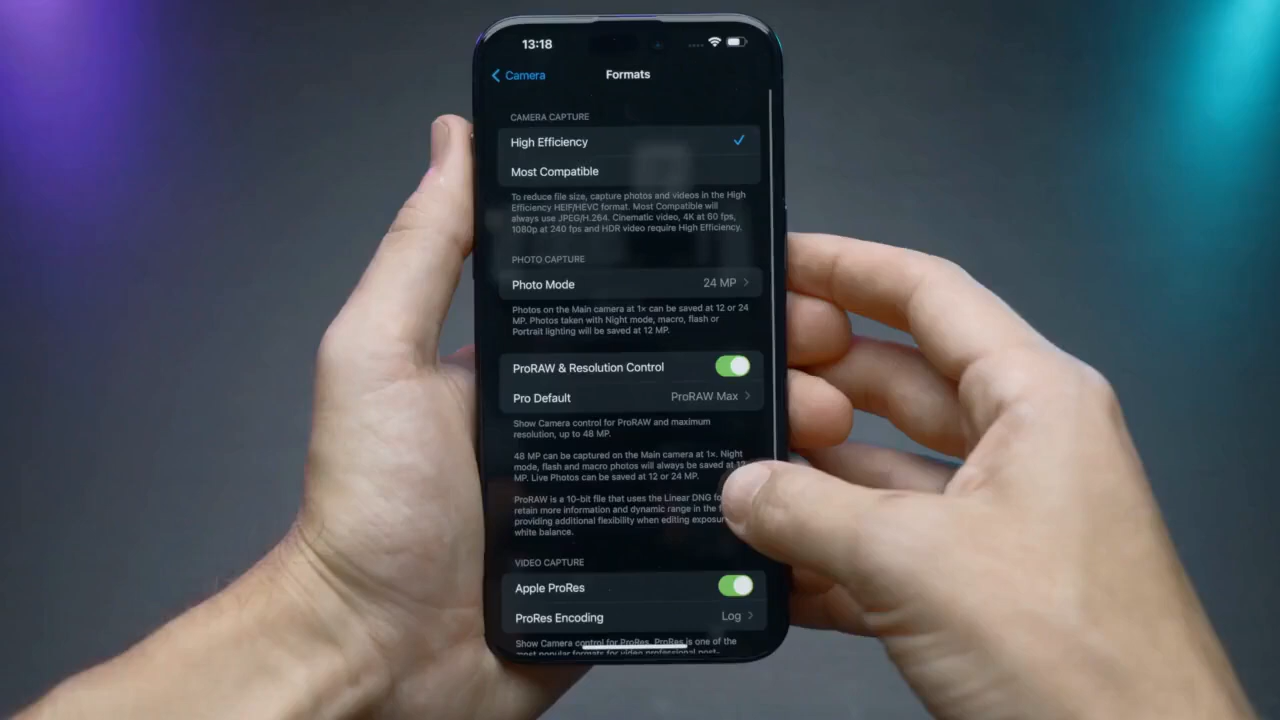 13:18
Camera
Formats
CAMERA CAPTURE
High Efficiency
Most Compatible
To reduce file size, capture photos and videos in the High
Efficiency HEIF/HEVC format. Most Compatible will
always use JPEG/H.264. Cinematic video, 4K at 60 fps,
1080p at 240 fps and HDR video require High Efficiency.
PHOTO CAPTURE
Photo Mode 24 MP
Photos on the Main camera at 1x can be saved at 12 or 24
MP. Photos taken with Night mode, macro, flash or
Portrait lighting will be saved at 12 MP.
ProRAW & Resolution Control
Pro Default ProRAW Max
Show Camera control for ProRAW and maximum
resolution, up to 48 MP.
48 MP can be captured on the Main camera at 1x. Night
mode, flash and macro photos will always be saved at 12
MP. Live Photos can be saved at 12 or 24 MP.
ProRAW is a 10-bit file that uses the Linear DNG
retain more information and dynamic range in the
providing additional flexibility when editing
white balance.
VIDEO CAPTURE
Apple ProRes
ProRes Encoding Log
Show Camera control for ProRes. ProRes is one of the
most popular formats for video professional post-